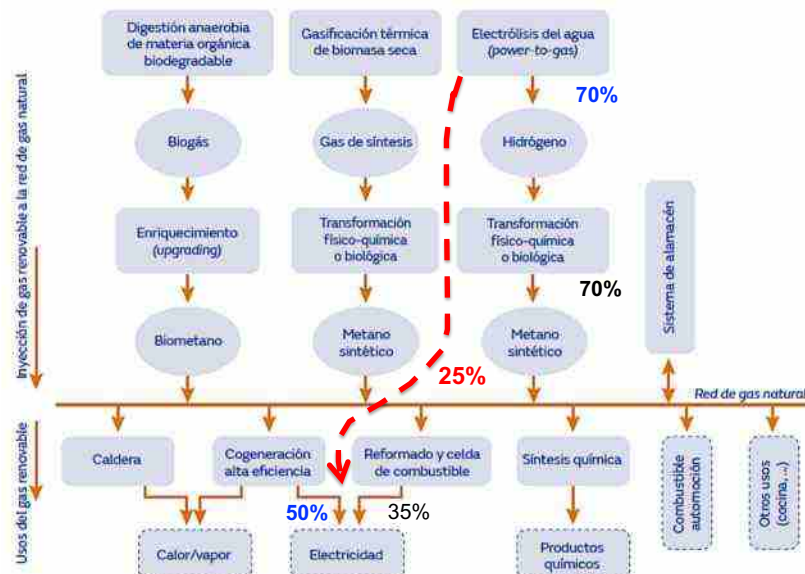 Digestión anaerobia
de materia orgánica
biodegradable
Gasificación térmica
de biomasa seca
Electrólisis del agua
(power-to-gas)
70%
Biogás
Gas de síntesis
Hidrógeno
Enriquecimiento
(upgrading)
Transformación
físico-química
o biológica
Transformación
físico-química
o biológica
70%
Biometano
Metano
sintético
Metano
sintético
25%
Sistema de alamacén
Inyección de gas renovable a la red de gas natural
Red de gas natural
Caldera
Cogeneración
alta eficiencia
Reformado y celda
de combustible
Síntesis química
Combustible
automoción
Otros usos
(cocina, ...)
50%
35%
Calor/vapor
Electricidad
Productos
químicos
Usos del gas renovable